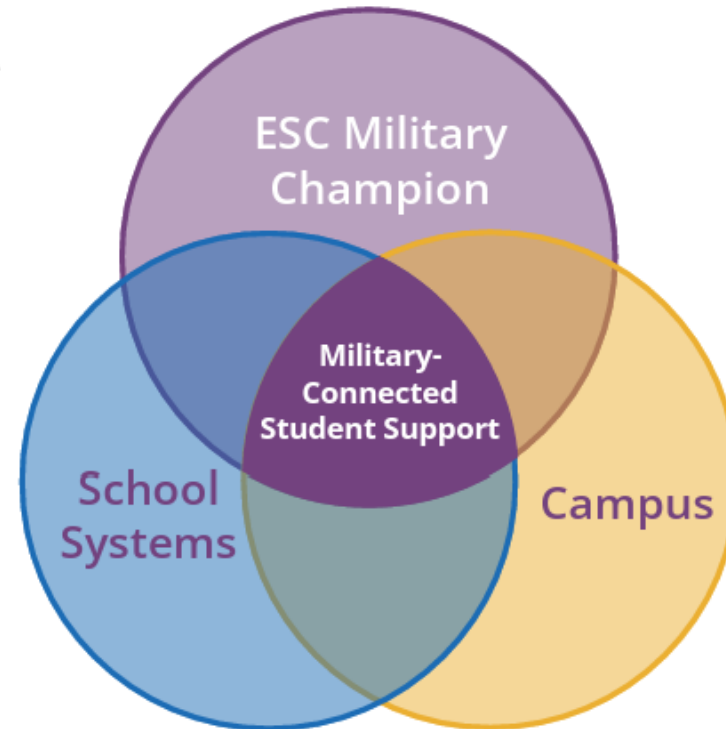 ESC Military
Champion
Military-
Connected
Student Support
School
Systems
Campus